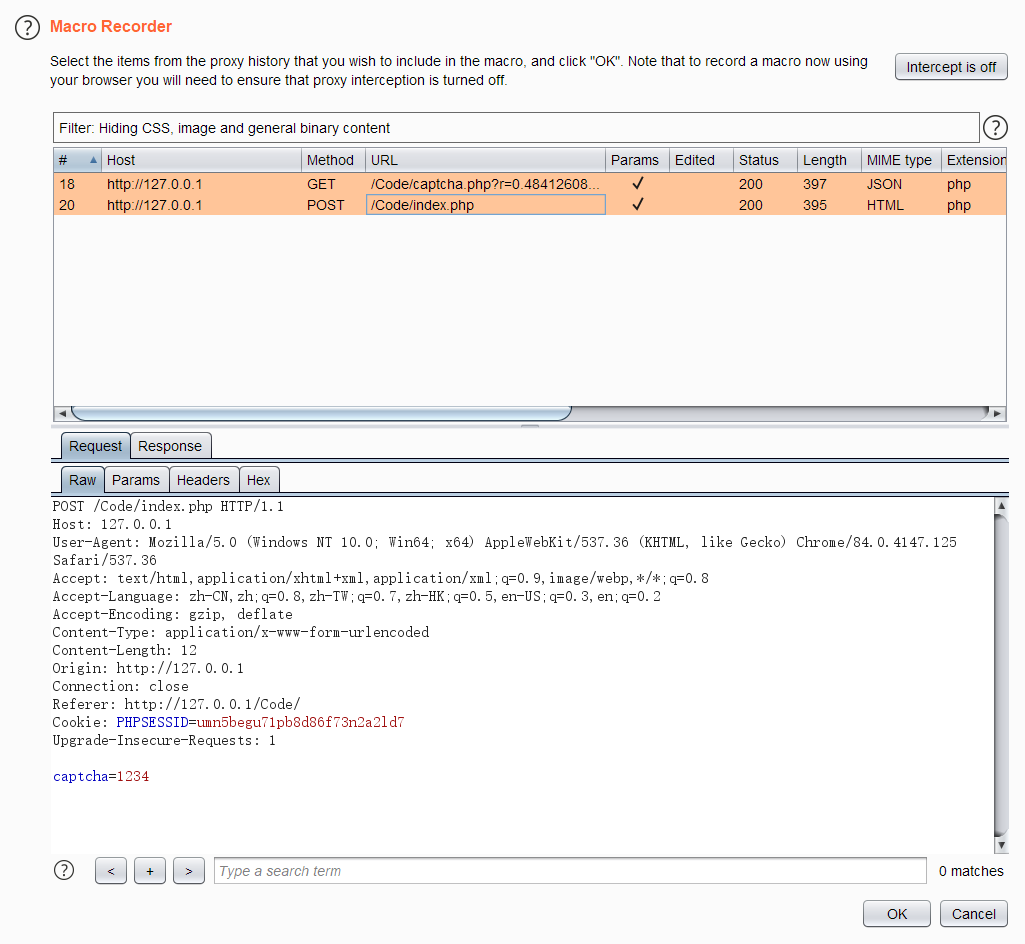 ?
Macro Recorder
Select the items from the proxy history that you wish to include in the macro, and click "OK". Note that to record a macro now using
your browser you will need to ensure that proxy interception is turned off.
Intercept is off
Filter: Hiding CSS, image and general binary content
?
# Host Method URL Params Edited Status Length MIME type Extension
18 http://127.0.0.1 GET /Code/captcha.php?r=0.48412608... ✓ 200 397 JSON php
20 http://127.0.0.1 POST /Code/index.php ✓ 200 395 HTML php
Request Response
Raw Params Headers Hex
POST /Code/index.php HTTP/1.1
Host: 127.0.0.1
User-Agent: Mozilla/5.0 (Windows NT 10.0; Win64; x64) AppleWebKit/537.36 (KHTML, like Gecko) Chrome/84.0.4147.125
Safari/537.36
Accept: text/html,application/xhtml+xml,application/xml;q=0.9,image/webp,*/*;q=0.8
Accept-Language: zh-CN,zh;q=0.8,zh-TW;q=0.7,zh-HK;q=0.5,en-US;q=0.3,en;q=0.2
Accept-Encoding: gzip, deflate
Content-Type: application/x-www-form-urlencoded
Content-Length: 12
Origin: http://127.0.0.1
Connection: close
Referer: http://127.0.0.1/Code/
Cookie: PHPSESSID=umn5begu71pb8d86f73n2a2ld7
Upgrade-Insecure-Requests: 1
captcha=1234
? < + > Type a search term 0 matches
OK Cancel